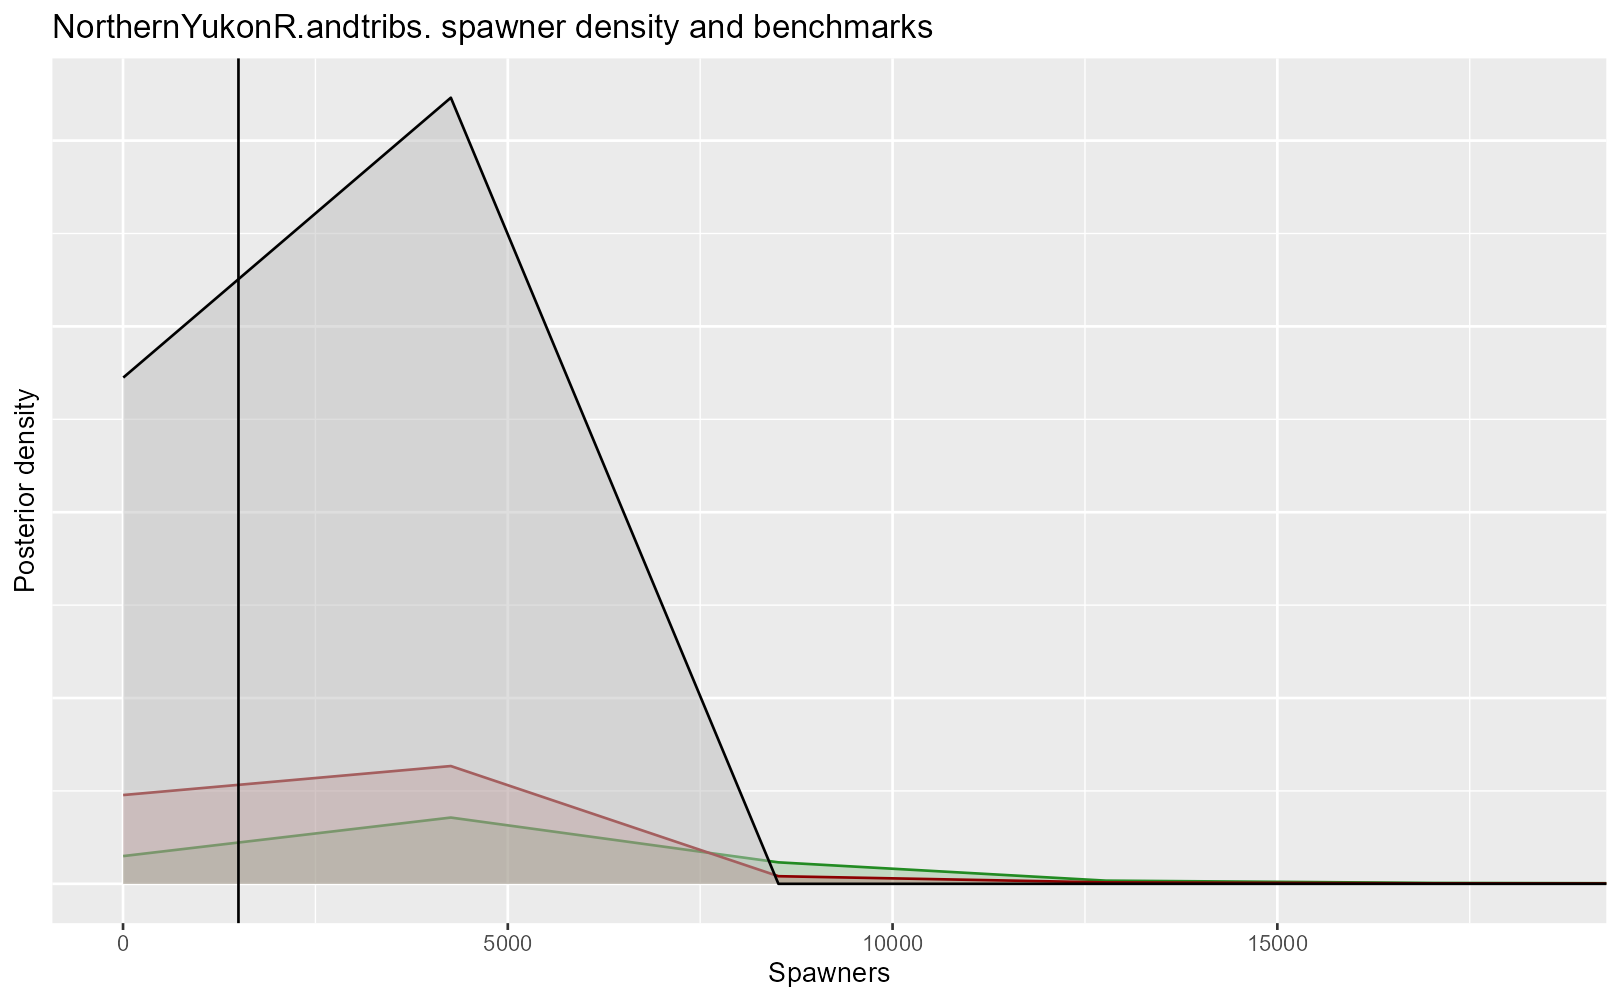 NorthernYukonR.andtribs. spawner density and benchmarks
Posterior density
0
5000
10000
15000
Spawners